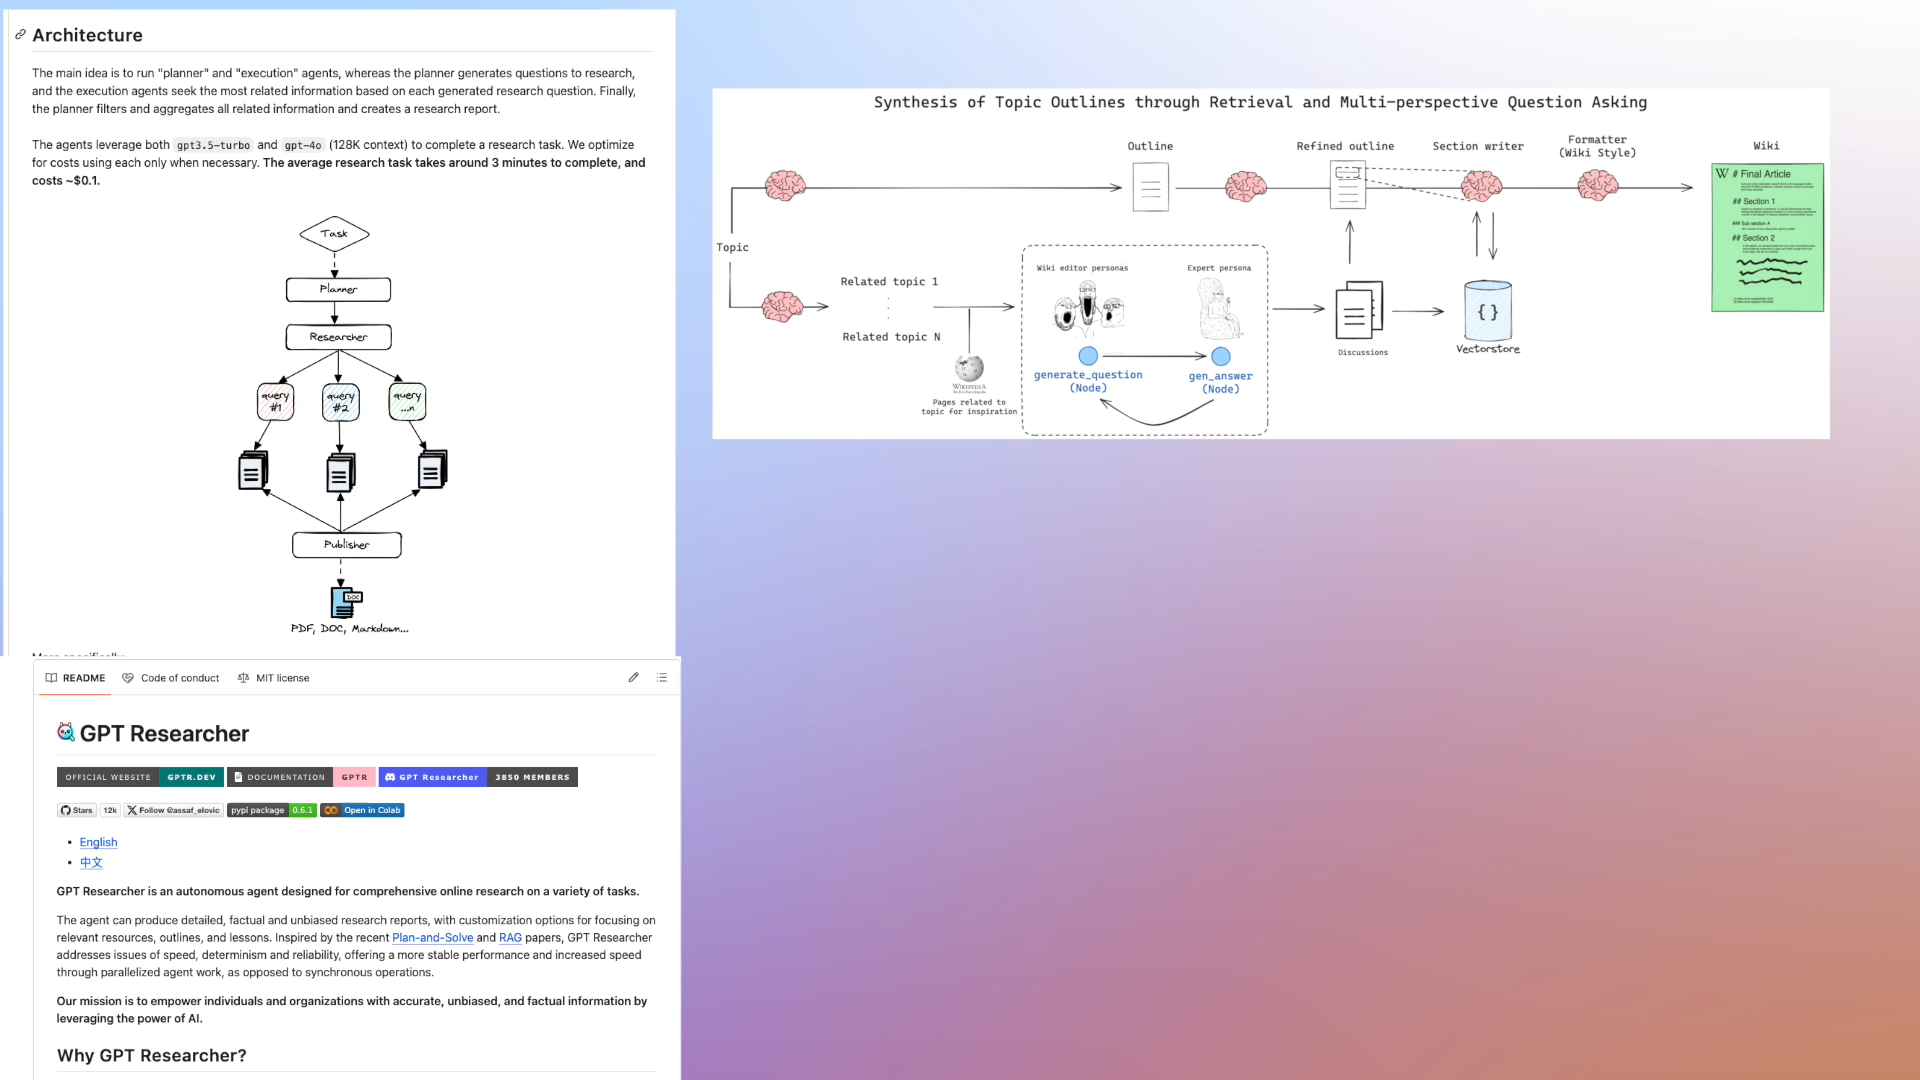 Architecture
The main idea is to run "planner" and "execution" agents, whereas the planner generates questions to research,
and the execution agents seek the most related information based on each generated research question. Finally,
the planner filters and aggregates all related information and creates a research report.
The agents leverage both gpt3.5-turbo and gpt-4o (128K context) to complete a research task. We optimize
for costs using each only when necessary. The average research task takes around 3 minutes to complete, and
costs ~$0.1.
Task
Planner
Researcher
query #1
query #2
query ...n
Publisher
DOC
PDF, DOC, Markdown...
README
Code of conduct
MIT license
GPT Researcher
OFFICIAL WEBSITE GPTR.DEV
DOCUMENTATION GPTR
GPT Researcher 3850 MEMBERS
Stars 12k
Follow @assaf_elovic
pypi package 0.6.1
Open in Colab
• English
• 中文
GPT Researcher is an autonomous agent designed for comprehensive online research on a variety of tasks.
The agent can produce detailed, factual and unbiased research reports, with customization options for focusing on
relevant resources, outlines, and lessons. Inspired by the recent Plan-and-Solve and RAG papers, GPT Researcher
addresses issues of speed, determinism and reliability, offering a more stable performance and increased speed
through parallelized agent work, as opposed to synchronous operations.
Our mission is to empower individuals and organizations with accurate, unbiased, and factual information by
leveraging the power of AI.
Why GPT Researcher?
Synthesis of Topic Outlines through Retrieval and Multi-perspective Question Asking
Outline
Refined outline
Section writer
Formatter
(Wiki Style)
Wiki
W # Final Article
## Section 1
### Sub section A
## Section 2
Topic
Related topic 1
Related topic N
WIKIPEDIA
Pages related to
topic for inspiration
Wiki editor personas
Expert persona
generate_question
(Node)
gen_answer
(Node)
Discussions
{}
Vectorstore